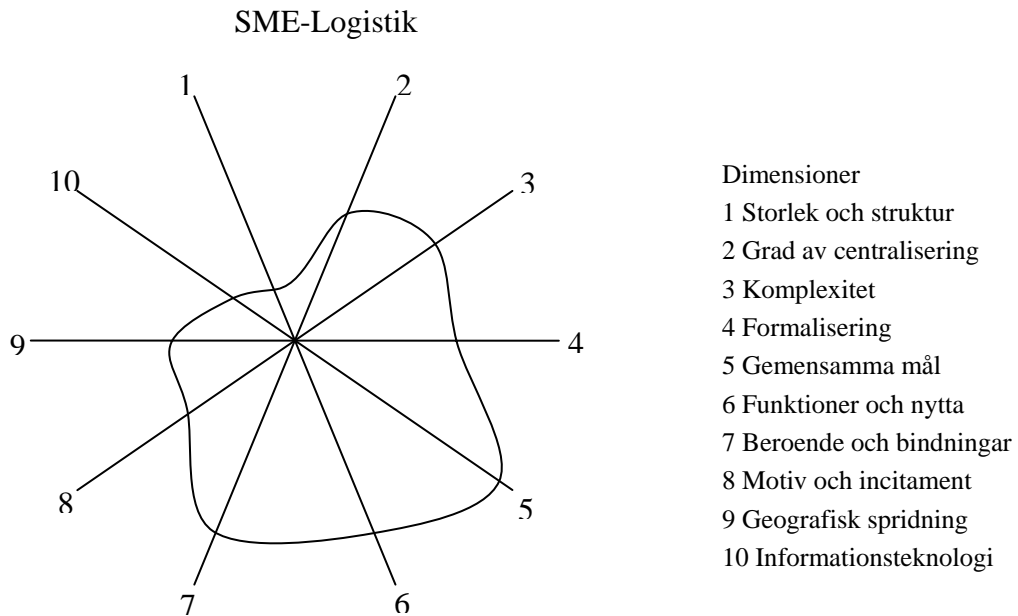 SME-Logistik
1
2
10
3
9
4
8
5
7
6
Dimensioner
1 Storlek och struktur
2 Grad av centralisering
3 Komplexitet
4 Formalisering
5 Gemensamma mål
6 Funktioner och nytta
7 Beroende och bindningar
8 Motiv och incitament
9 Geografisk spridning
10 Informationsteknologi